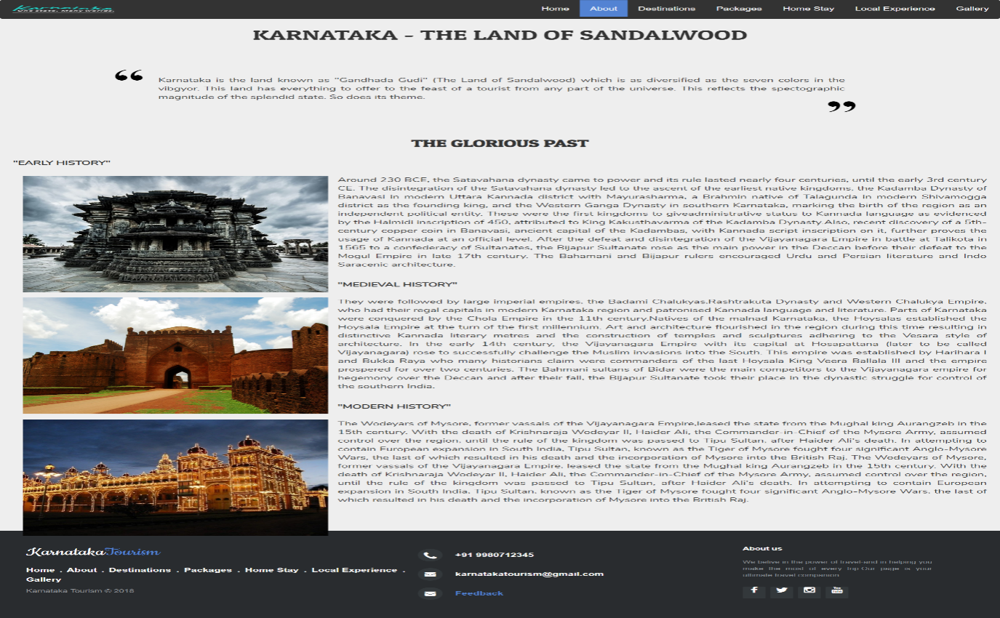 Karnataka
One state. Many worlds.
Home About Destinations Packages Home Stay Local Experience Gallery
KARNATAKA - THE LAND OF SANDALWOOD
“
Karnataka is the land known as "Gandhada Gudi" (The Land of Sandalwood) which is as diversified as the seven colors in the
vibgyor. This land has everything to offer to the feast of a tourist from any part of the universe. This reflects the spectographic
magnitude of the splendid state. So does its theme.
”
THE GLORIOUS PAST
"EARLY HISTORY"
Around 230 BCE, the Satavahana dynasty came to power and its rule lasted nearly four centuries, until the early 3rd century
CE. The disintegration of the Satavahana dynasty led to the ascent of the earliest native kingdoms, the Kadamba Dynasty of
Banavasi in modern Uttara Kannada district with Mayurasharma, a Brahmin native of Talagunda in modern Shivamogga
district as the founding king, and the Western Ganga Dynasty in southern Karnataka, marking the birth of the region as an
independent political entity. These were the first kingdoms to giveadministrative status to Kannada language as evidenced
by the Halmidi inscription of 450, attributed to King Kakusthavarma of the Kadamba Dynasty.Also, recent discovery of a 5th-
century copper coin in Banavasi, ancient capital of the Kadambas, with Kannada script inscription on it, further proves the
usage of Kannada at an official level. After the defeat and disintegration of the Vijayanagara Empire in battle at Talikota in
1565 to a confederacy of Sultanates, the Bijapur Sultanate rose as the main power in the Deccan before their defeat to the
Mogul Empire in late 17th century. The Bahamani and Bijapur rulers encouraged Urdu and Persian literature and Indo
Saracenic architecture.
"MEDIEVAL HISTORY"
They were followed by large imperial empires, the Badami Chalukyas,Rashtrakuta Dynasty and Western Chalukya Empire,
who had their regal capitals in modern Karnataka region and patronised Kannada language and literature. Parts of Karnataka
were conquered by the Chola Empire in the 11th century.Natives of the malnad Karnataka, the Hoysalas established the
Hoysala Empire at the turn of the first millennium. Art and architecture flourished in the region during this time resulting in
distinctive Kannada literary metres and the construction of temples and sculptures adhering to the Vesara style of
architecture. In the early 14th century, the Vijayanagara Empire with its capital at Hosapattana (later to be called
Vijayanagara) rose to successfully challenge the Muslim invasions into the South. This empire was established by Harihara I
and Bukka Raya who many historians claim were commanders of the last Hoysala King Veera Ballala III and the empire
prospered for over two centuries. The Bahmani sultans of Bidar were the main competitors to the Vijayanagara empire for
hegemony over the Deccan and after their fall, the Bijapur Sultanate took their place in the dynastic struggle for control of
the southern India.
"MODERN HISTORY"
The Wodeyars of Mysore, former vassals of the Vijayanagara Empire,leased the state from the Mughal king Aurangzeb in the
15th century. With the death of Krishnaraja Wodeyar II, Haider Ali, the Commander-in-Chief of the Mysore Army, assumed
control over the region, until the rule of the kingdom was passed to Tipu Sultan, after Haider Ali's death. In attempting to
contain European expansion in South India, Tipu Sultan, known as the Tiger of Mysore fought four significant Anglo-Mysore
Wars, the last of which resulted in his death and the incorporation of Mysore into the British Raj. The Wodeyars of Mysore,
former vassals of the Vijayanagara Empire, leased the state from the Mughal king Aurangzeb in the 15th century. With the
death of Krishnaraja Wodeyar II, Haider Ali, the Commander-in-Chief of the Mysore Army, assumed control over the region,
until the rule of the kingdom was passed to Tipu Sultan, after Haider Ali's death. In attempting to contain European
expansion in South India, Tipu Sultan, known as the Tiger of Mysore fought four significant Anglo-Mysore Wars, the last of
which resulted in his death and the incorporation of Mysore into the British Raj.
KarnatakaTourism
Home . About . Destinations . Packages . Home Stay . Local Experience .
Gallery
Karnataka Tourism © 2018
+91 9980712345
karnatakatourism@gmail.com
Feedback
About us
We belive in the power of travel-and in helping you
make the most of every trip.Our page is your
ultimate travel companion
You
Tube